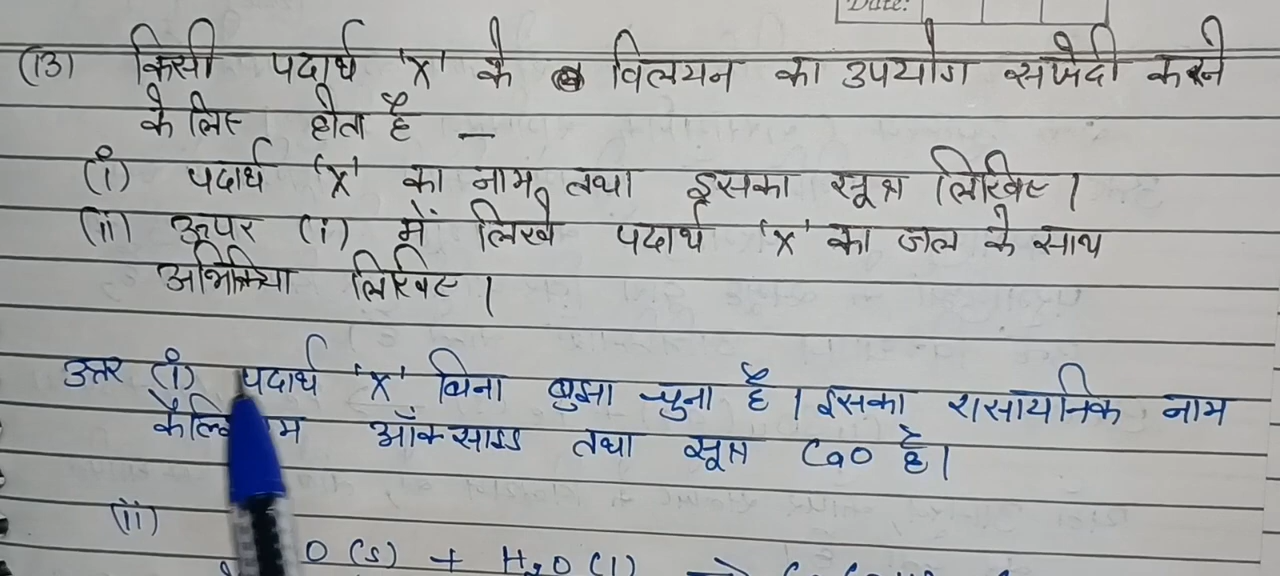 Date:
(13) किसी पदार्थ 'X' के विलयन का उपयोग सफेदी करने
के लिए होता है –
(i) पदार्थ 'X' का नाम तथा इसका सूत्र लिखिए।
(ii) ऊपर (i) में लिखे पदार्थ 'X' का जल के साथ
अभिक्रिया लिखिए।
उत्तर (i) पदार्थ 'X' बिना बुझा चुना है। इसका रासायनिक नाम
ऑक्साइड तथा सूत्र CaO है।
(ii)
O (s) + H₂O (l) →